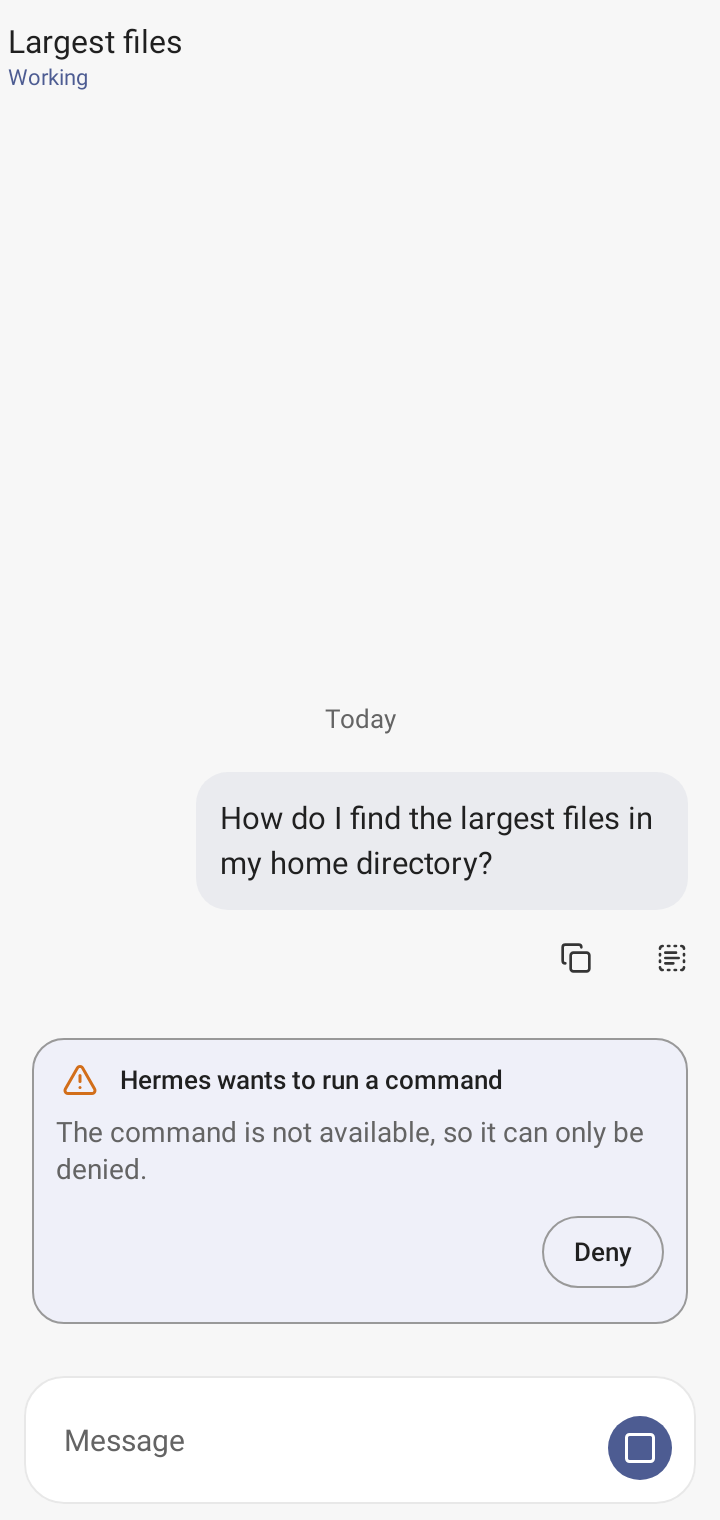 Largest files
Working
Today
How do I find the largest files in
my home directory?
Hermes wants to run a command
The command is not available, so it can only be
denied.
Deny
Message